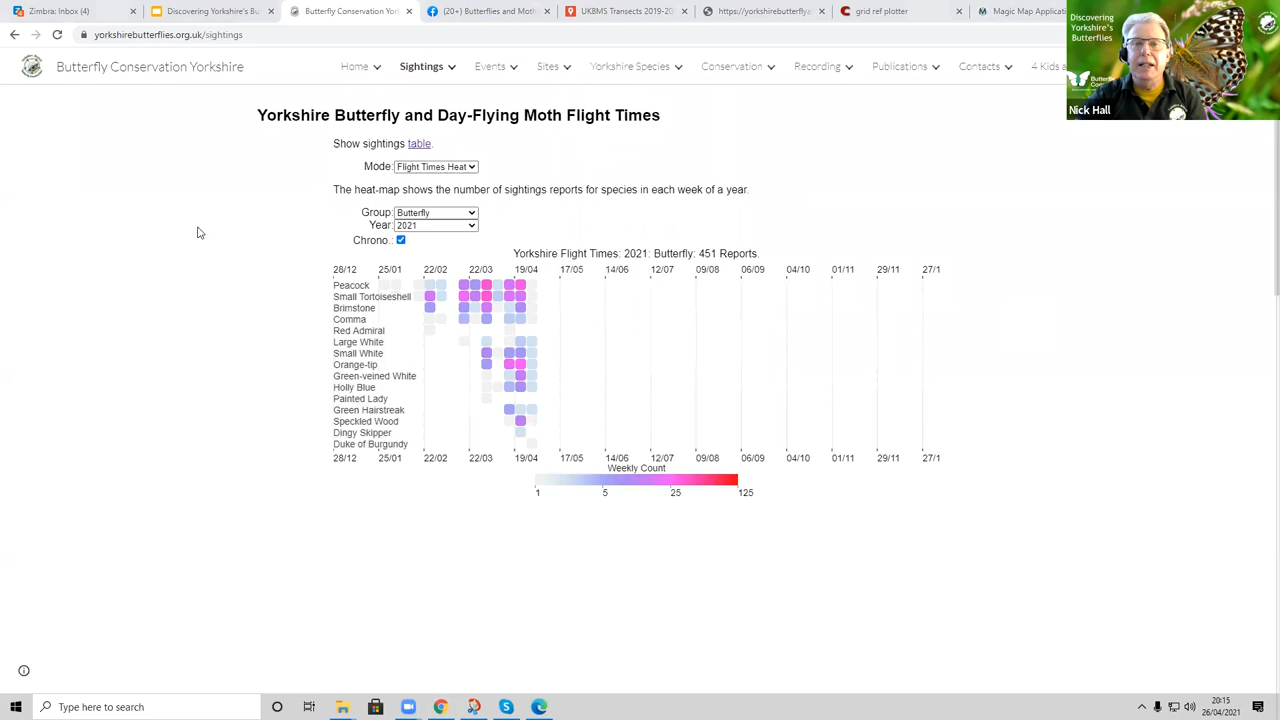 Zimbra: Inbox (4)
Discovering Yorkshire's Bu
Butterfly Conservation Yor
(20+) Butterflies and Moth
UKBMS Transects 2019-20
https://yorkshirebutterflies
grid ref plotter
Magic Map Applica
yorkshirebutterflies.org.uk/sightings
Butterfly Conservation Yorkshire
Home
Sightings
Events
Sites
Yorkshire Species
Conservation
Recording
Publications
Contacts
4 Kids a
Discovering
Yorkshire's
Butterflies
Nick Hall
Yorkshire Butterfly and Day-Flying Moth Flight Times
Show sightings table.
Mode: Flight Times Heat
The heat-map shows the number of sightings reports for species in each week of a year.
Group: Butterfly
Year: 2021
Chrono.:
Yorkshire Flight Times: 2021: Butterfly: 451 Reports.
28/12 25/01 22/02 22/03 19/04 17/05 14/06 12/07 09/08 06/09 04/10 01/11 29/11 27/1
Peacock
Small Tortoiseshell
Brimstone
Comma
Red Admiral
Large White
Small White
Orange-tip
Green-veined White
Holly Blue
Painted Lady
Green Hairstreak
Speckled Wood
Dingy Skipper
Duke of Burgundy
28/12 25/01 22/02 22/03 19/04 17/05 14/06 12/07 09/08 06/09 04/10 01/11 29/11 27/1
Weekly Count
1 5 25 125
Type here to search
20:15
26/04/2021